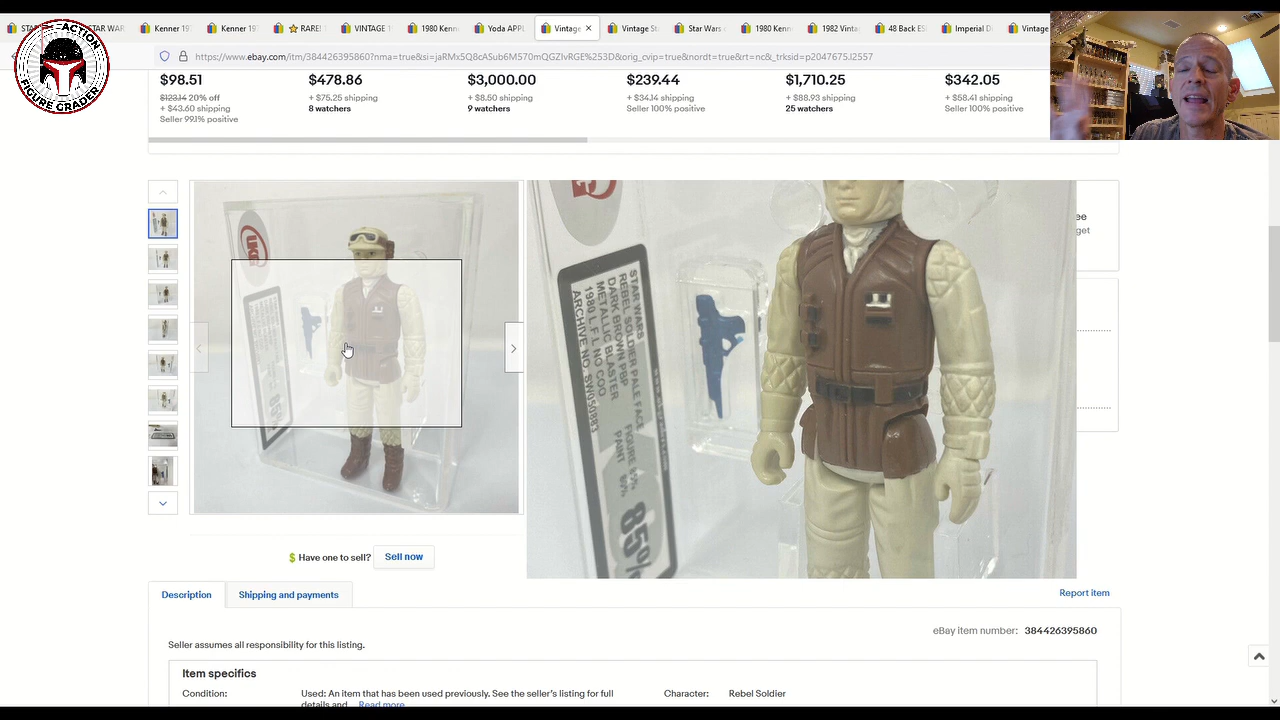 Kenner 19
Kenner 19
RARE!
VINTAGE
1980 Kenn
Yoda APPL
Vintage
Vintage St
Star Wars
1980 Kenn
1982 Vinta
48 Back ES
Imperial D
Vintage
ACTION
FIGURE GRADER
https://www.ebay.com/itm/384426395860?nma=true&si=jaRMx5Q8cASub6M570mQGZIvRGE%253D&orig_cvip=true&nordt=true&rt=nc&_trksid=p2047675.l2557
$98.51
$478.86
$3,000.00
$239.44
$1,710.25
$342.05
$123.14 20% off
+ $75.25 shipping
+ $8.50 shipping
+ $34.14 shipping
+ $88.93 shipping
+ $58.41 shipping
+ $43.60 shipping
8 watchers
9 watchers
Seller 100% positive
25 watchers
Seller 100% positive
Seller 99.1% positive
UKG
STAR WARS
REBEL SOLDIER PALE FACE
DARK BROWN PBP
METALLIC BLASTER
1980 L.F.L. NO COO
ARCHIVE NO. SW050883
FIGURE 85%
PAINT
85%
ee
get
Have one to sell? Sell now
Description
Shipping and payments
Report item
eBay item number: 384426395860
Seller assumes all responsibility for this listing.
Item specifics
Condition:
Used: An item that has been used previously. See the seller's listing for full
details and... Read more
Character:
Rebel Soldier